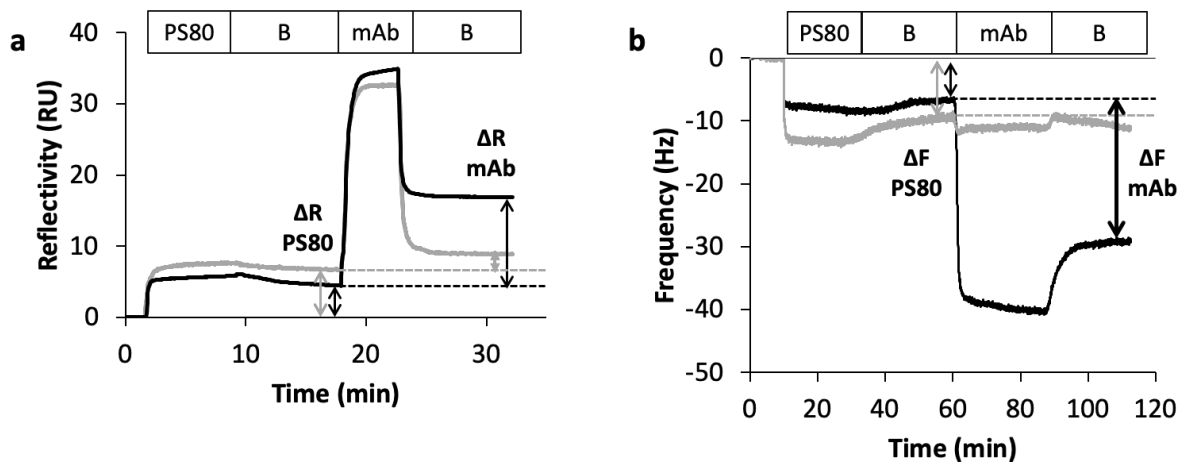 a
PS80 B mAb B
Reflectivity (RU)
40
30
20
10
0
ΔR
PS80
ΔR
mAb
0 10 20 30
Time (min)
b
PS80 B mAb B
Frequency (Hz)
0
-10
-20
-30
-40
-50
ΔF
PS80
ΔF
mAb
0 20 40 60 80 100 120
Time (min)